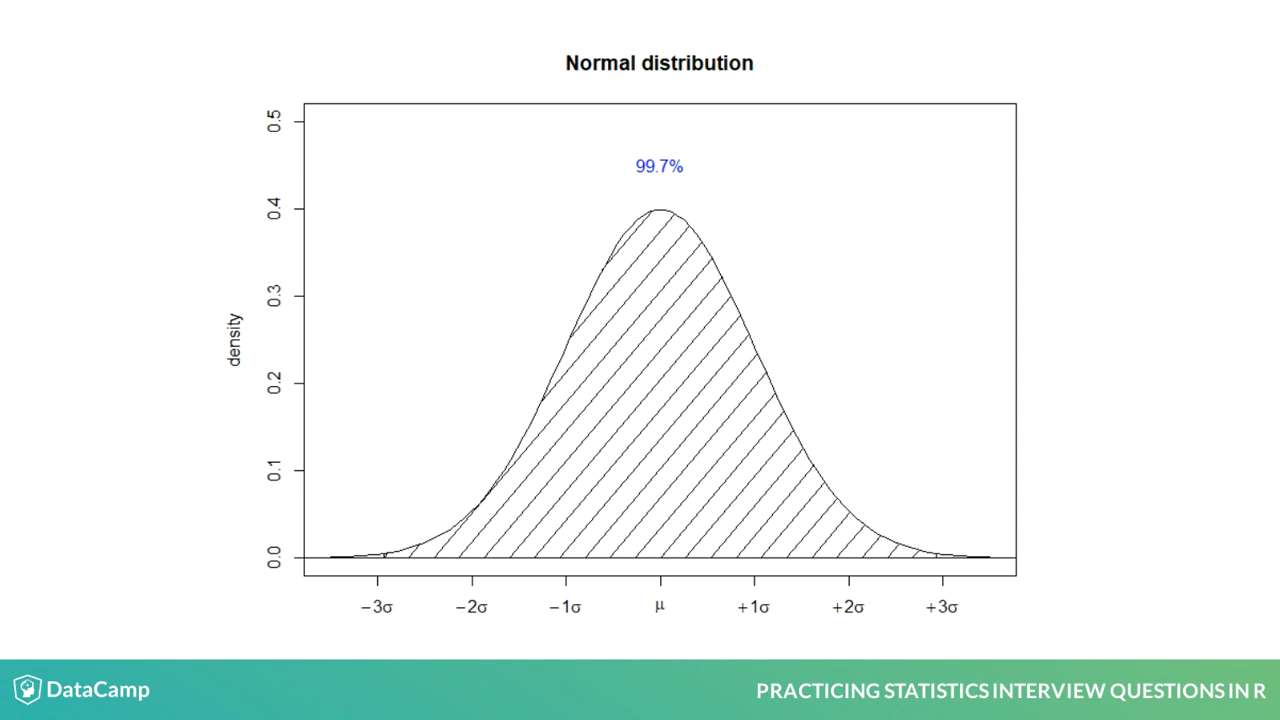 Normal distribution
99.7%
density
0.5
0.4
0.3
0.2
0.1
0.0
−3σ −2σ −1σ μ +1σ +2σ +3σ
DataCamp
PRACTICING STATISTICS INTERVIEW QUESTIONS IN R